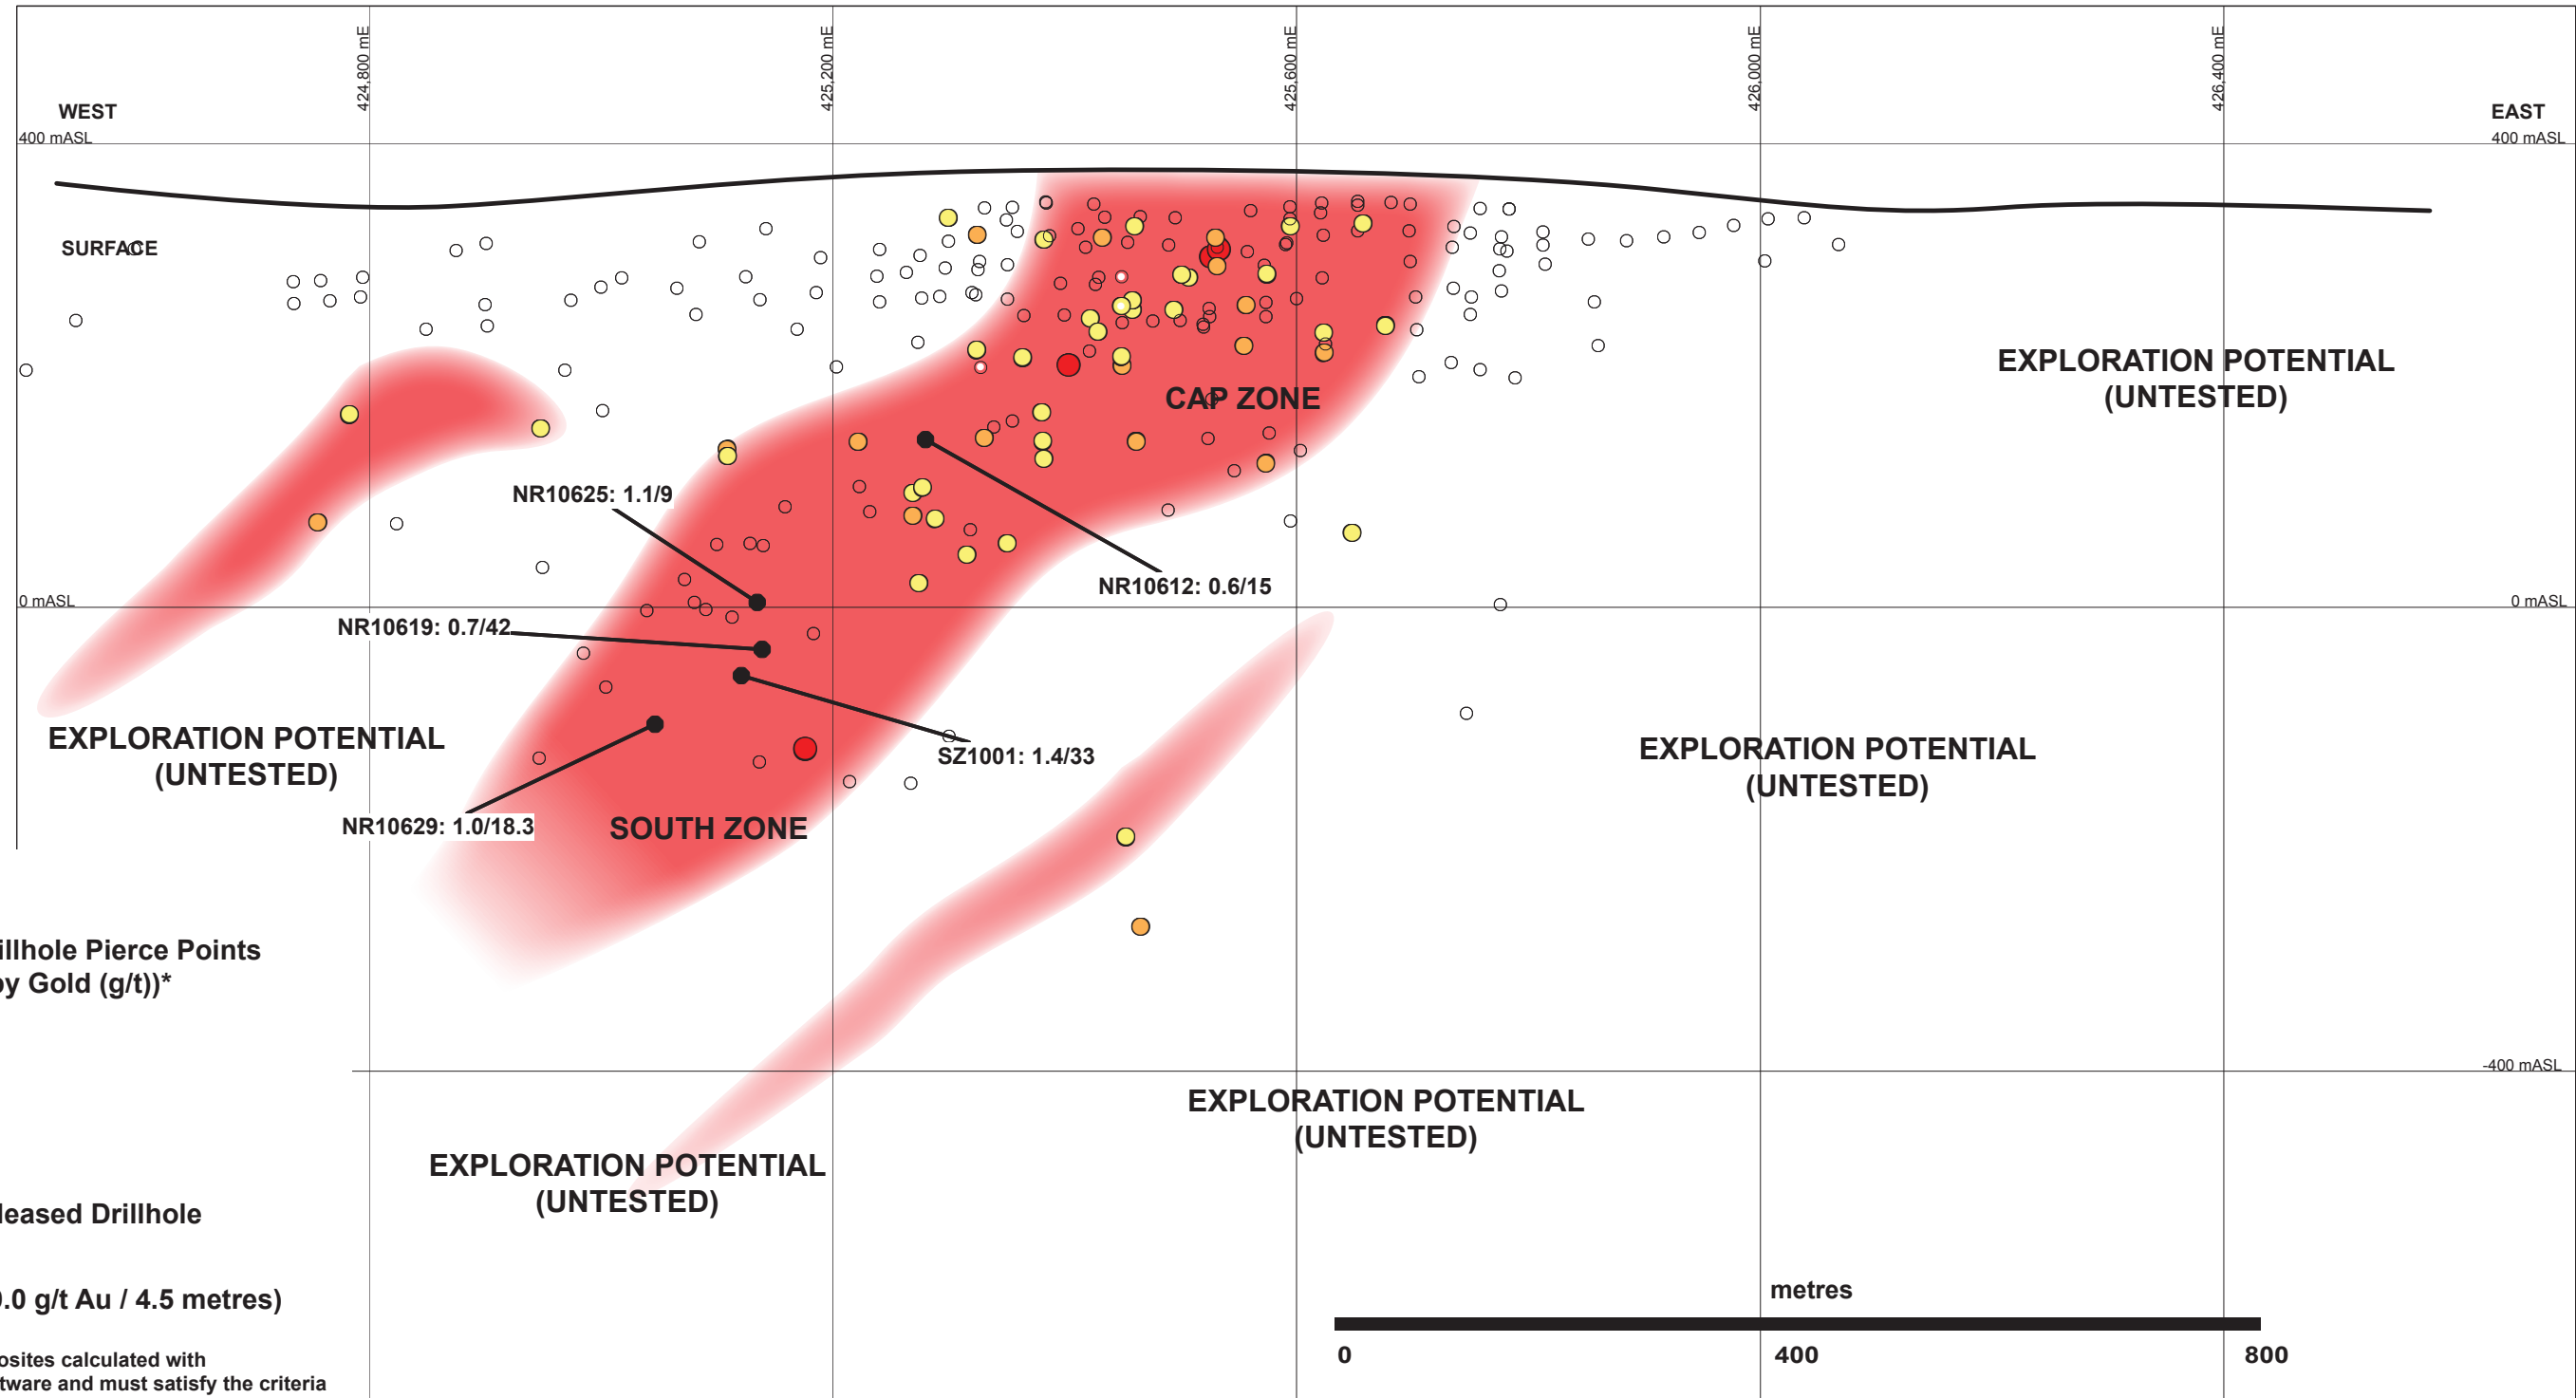 424,800 mE
425,200 mE
425,600 mE
426,000 mE
426,400 mE
WEST
EAST
400 mASL
400 mASL
SURFACE
EXPLORATION POTENTIAL
(UNTESTED)
CAP ZONE
NR10625: 1.1/9
NR10612: 0.6/15
0 mASL
0 mASL
NR10619: 0.7/42
EXPLORATION POTENTIAL
(UNTESTED)
SZ1001: 1.4/33
EXPLORATION POTENTIAL
(UNTESTED)
NR10629: 1.0/18.3
SOUTH ZONE
illhole Pierce Points
by Gold (g/t))*
-400 mASL
EXPLORATION POTENTIAL
(UNTESTED)
EXPLORATION POTENTIAL
(UNTESTED)
leased Drillhole
0.0 g/t Au / 4.5 metres)
metres
0 400 800
osites calculated with
tware and must satisfy the criteria